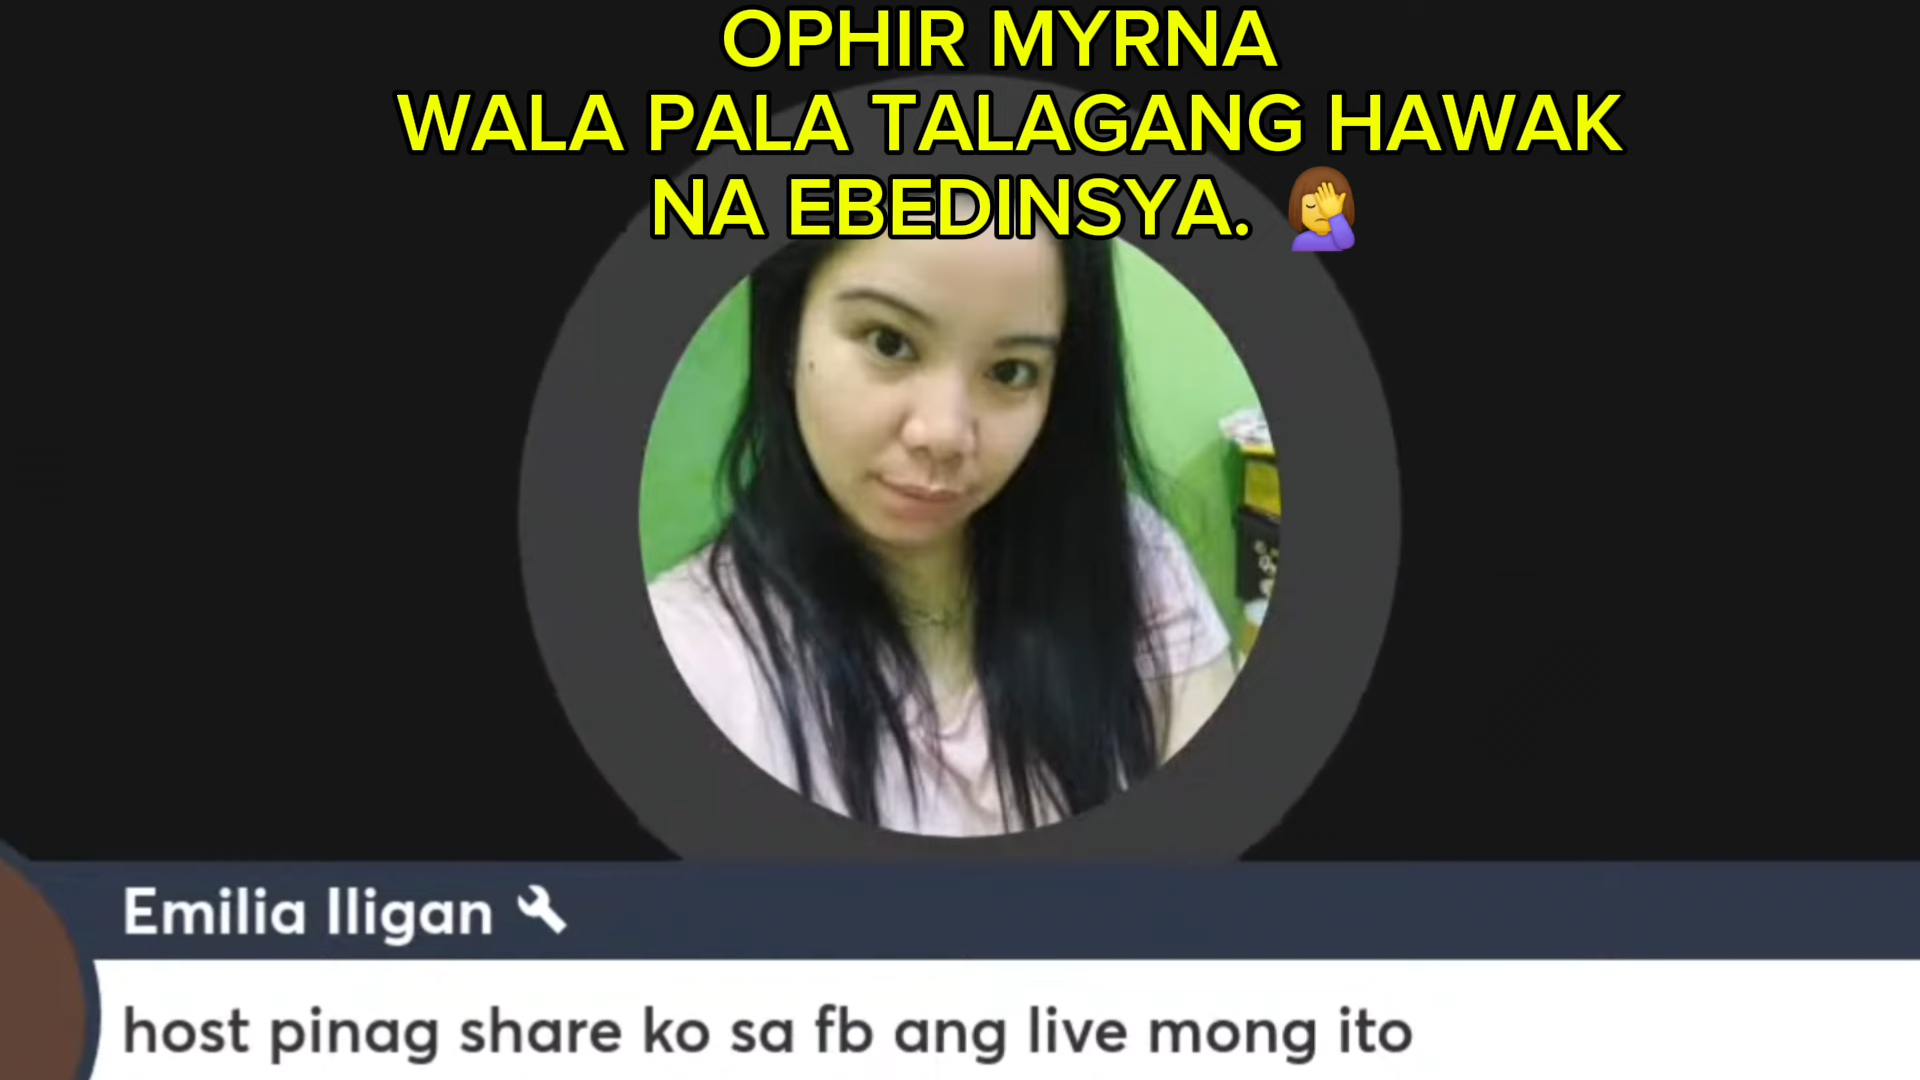 OPHIR MYRNA
WALA PALA TALAGANG HAWAK
NA EBEDINSYA. 🤦‍♀️
Emilia Iligan
host pinag share ko sa fb ang live mong ito